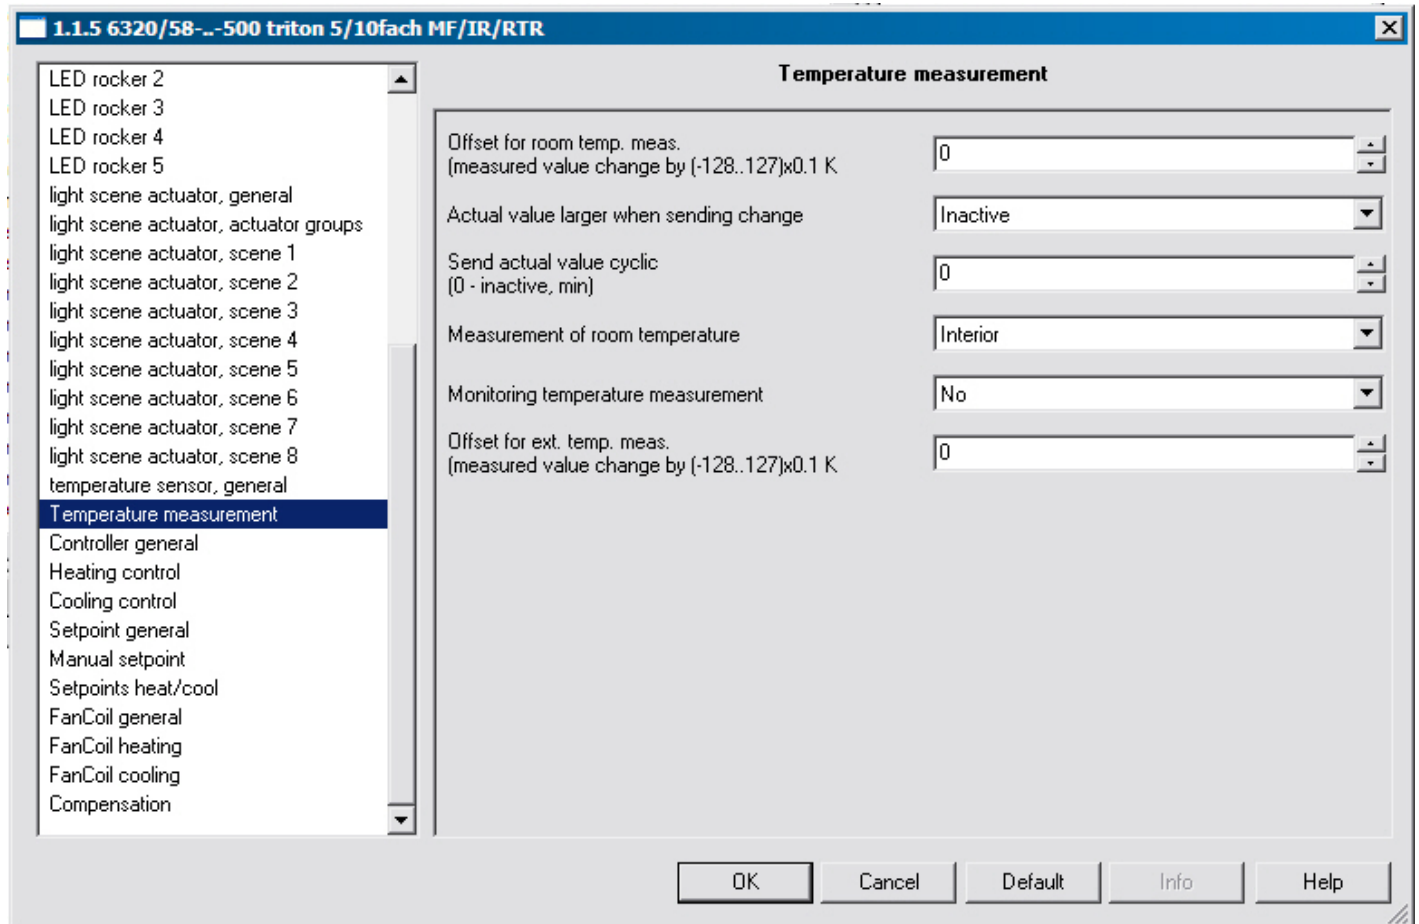 1.1.5 6320/58-..-500 triton 5/10fach MF/IR/RTR
LED rocker 2
LED rocker 3
LED rocker 4
LED rocker 5
light scene actuator, general
light scene actuator, actuator groups
light scene actuator, scene 1
light scene actuator, scene 2
light scene actuator, scene 3
light scene actuator, scene 4
light scene actuator, scene 5
light scene actuator, scene 6
light scene actuator, scene 7
light scene actuator, scene 8
temperature sensor, general
Temperature measurement
Controller general
Heating control
Cooling control
Setpoint general
Manual setpoint
Setpoints heat/cool
FanCoil general
FanCoil heating
FanCoil cooling
Compensation
Temperature measurement
Offset for room temp. meas.
(measured value change by (-128..127)x0.1 K
0
Actual value larger when sending change
Inactive
Send actual value cyclic
(0 - inactive, min)
0
Measurement of room temperature
Interior
Monitoring temperature measurement
No
Offset for ext. temp. meas.
(measured value change by (-128..127)x0.1 K
0
OK
Cancel
Default
Info
Help